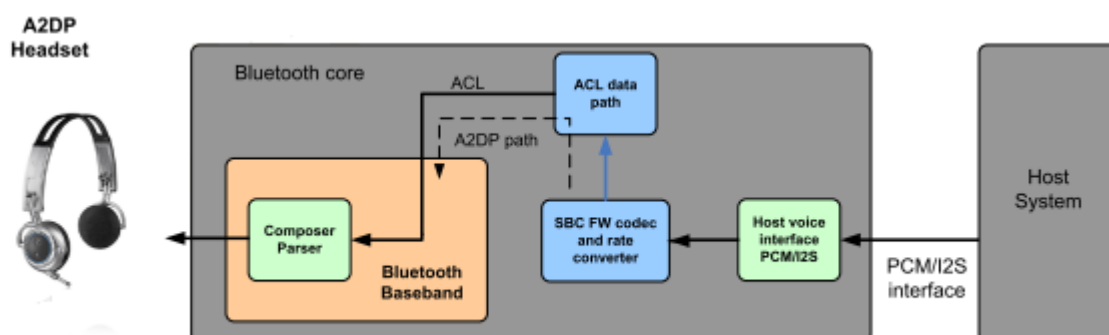 A2DP
Headset
Bluetooth core
ACL
ACL data
path
A2DP path
Composer
Parser
Bluetooth
Baseband
SBC FW codec
and rate
converter
Host voice
interface
PCM/I2S
PCM/I2S
interface
Host
System